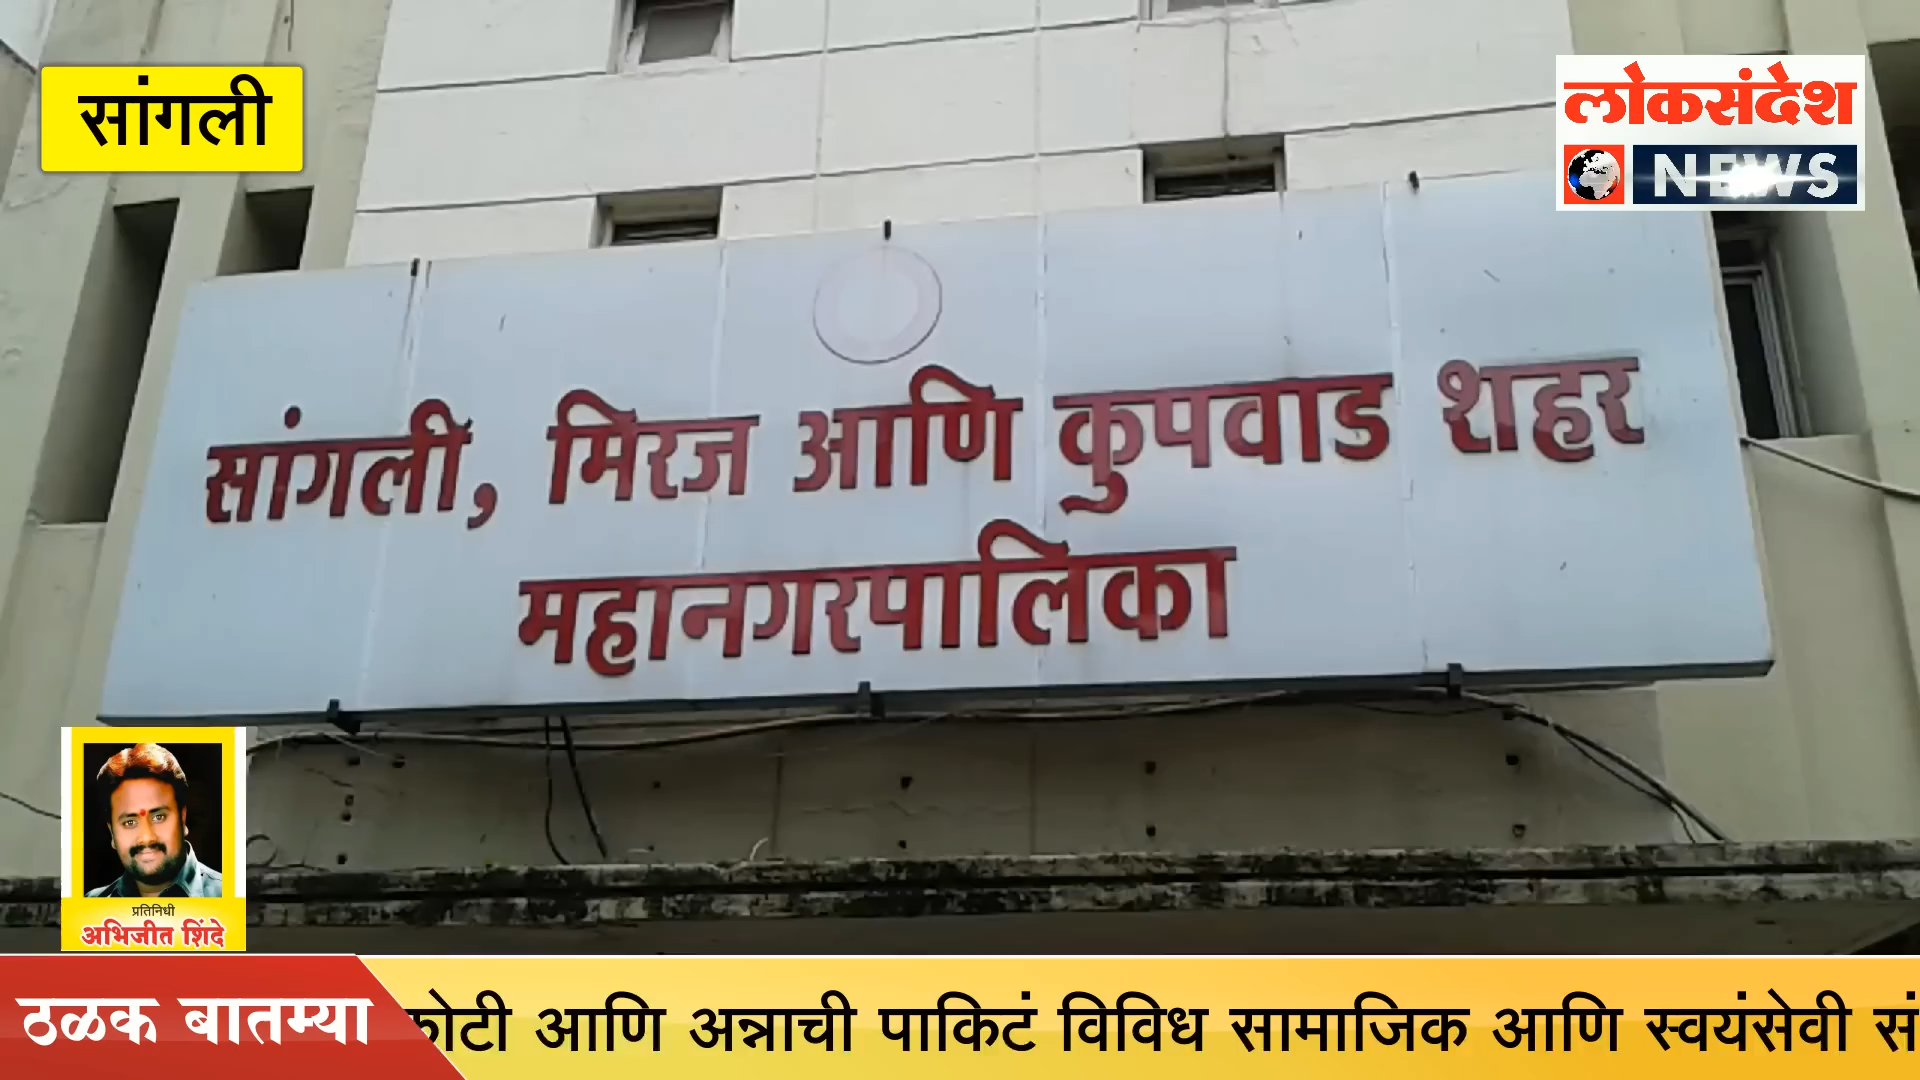 सांगली
लोकसंदेश
NEWS
सांगली, मिरज आणि कुपवाड शहर
महानगरपालिका
प्रतिनिधी
अभिजीत शिंदे
ठळक बातम्या
आणि अन्नाची पाकिटं विविध सामाजिक आणि स्वयंसेवी